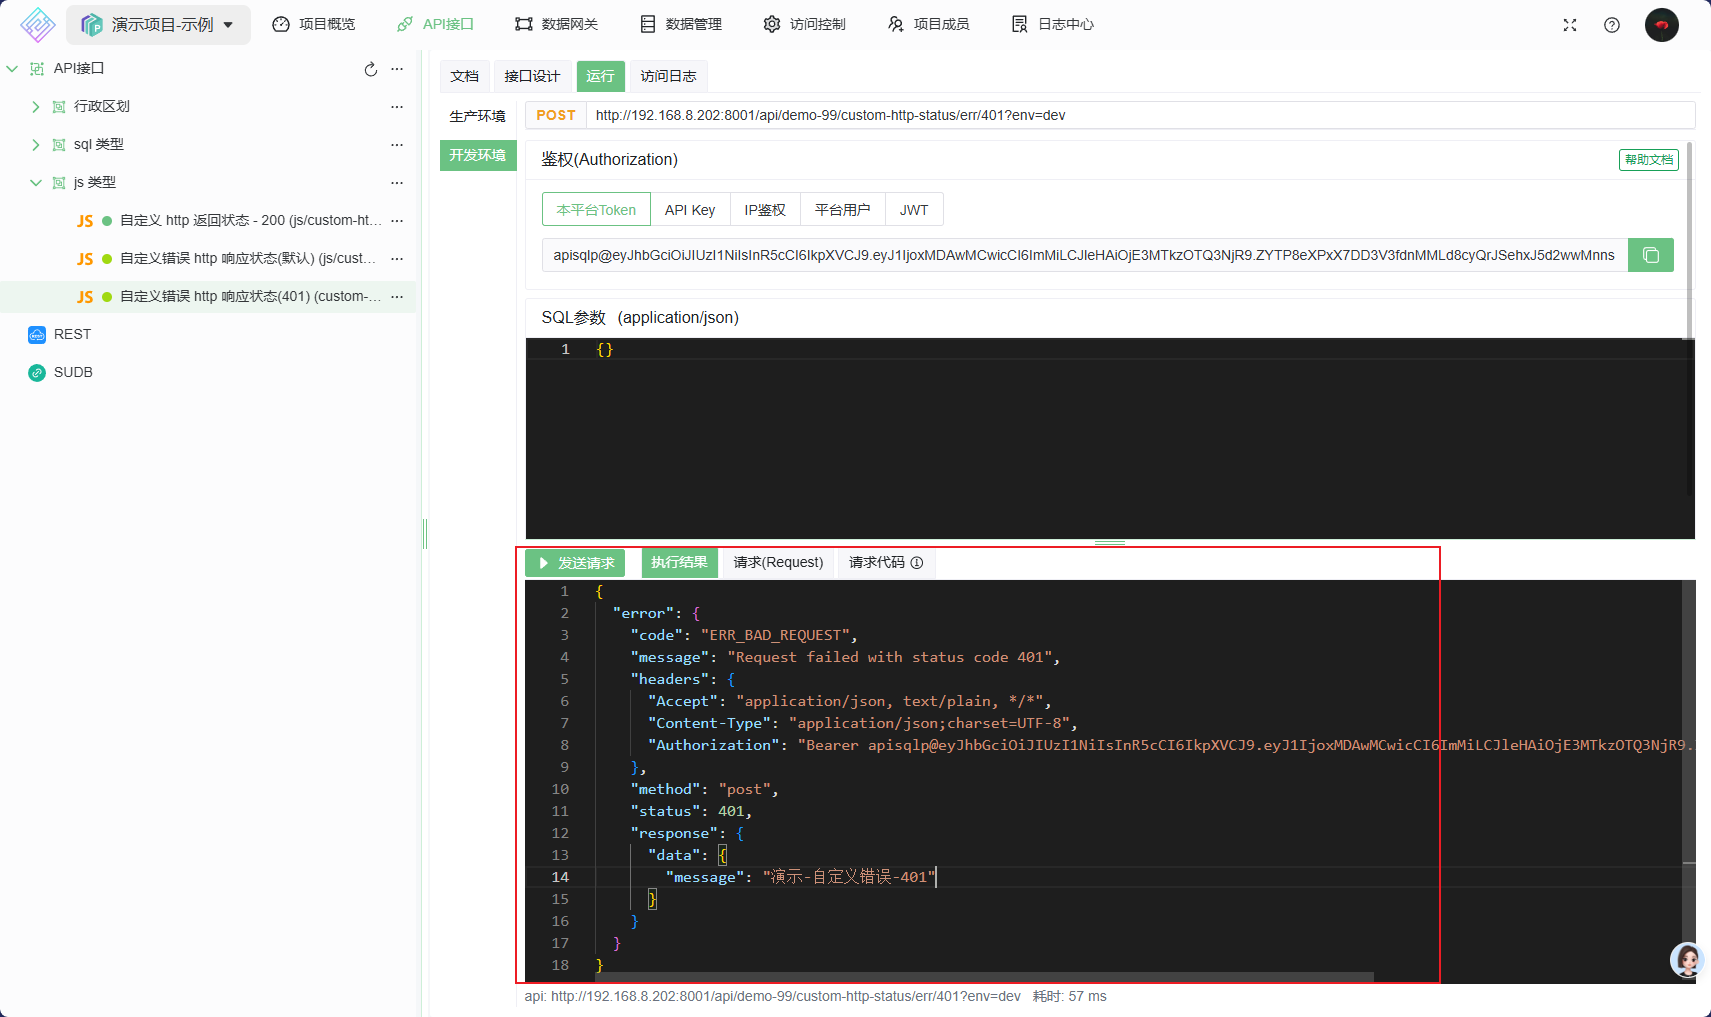 演示项目-示例 项目概览 API接口 数据网关 数据管理 访问控制 项目成员 日志中心
API接口
行政区划
sql 类型
js 类型
JS 自定义 http 返回状态 - 200 (js/custom-ht...
JS 自定义错误 http 响应状态(默认) (js/cust...
JS 自定义错误 http 响应状态(401) (custom-...
REST
SUDB
文档 接口设计 运行 访问日志
生产环境
开发环境
POST http://192.168.8.202:8001/api/demo-99/custom-http-status/err/401?env=dev
鉴权(Authorization) 帮助文档
本平台Token API Key IP鉴权 平台用户 JWT
apisqlp@eyJhbGciOiJIUzI1NiIsInR5cCI6IkpXVCJ9.eyJ1IjoxMDAwMCwicCI6ImMiLCJleHAiOjE3MTkzOTQ3NjR9.ZYTP8eXPxX7DD3V3fdnMMLd8cyQrJSehxJ5d2wwMnns
SQL参数 (application/json)
1 {}
发送请求 执行结果 请求(Request) 请求代码
1 {
2 "error": {
3 "code": "ERR_BAD_REQUEST",
4 "message": "Request failed with status code 401",
5 "headers": {
6 "Accept": "application/json, text/plain, */*",
7 "Content-Type": "application/json;charset=UTF-8",
8 "Authorization": "Bearer apisqlp@eyJhbGciOiJIUzI1NiIsInR5cCI6IkpXVCJ9.eyJ1IjoxMDAwMCwicCI6ImMiLCJleHAiOjE3MTkzOTQ3NjR9.
9 },
10 "method": "post",
11 "status": 401,
12 "response": {
13 "data": {
14 "message": "演示-自定义错误-401"
15 }
16 }
17 }
18 }
api: http://192.168.8.202:8001/api/demo-99/custom-http-status/err/401?env=dev 耗时: 57 ms